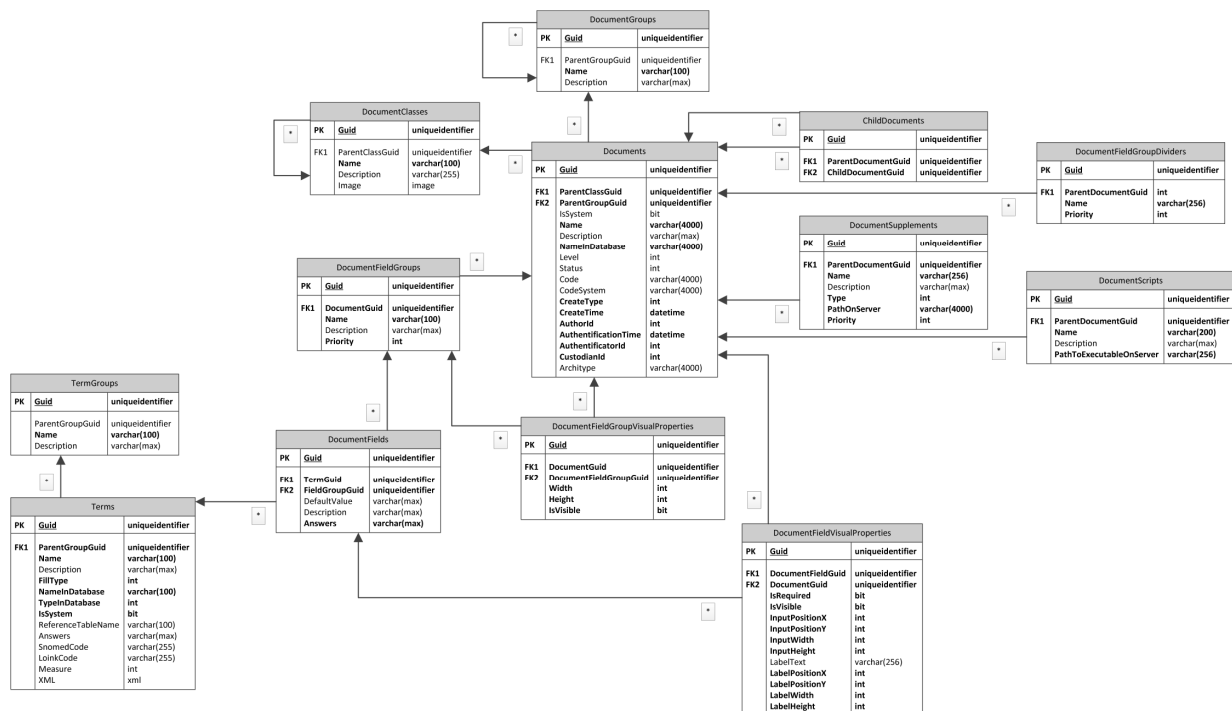 DocumentGroups
PK Guid uniqueidentifier
FK1 ParentGroupGuid uniqueidentifier
Name varchar(100)
Description varchar(max)
*
*
DocumentClasses
PK Guid uniqueidentifier
FK1 ParentClassGuid uniqueidentifier
Name varchar(100)
Description varchar(255)
Image image
*
*
Documents
PK Guid uniqueidentifier
FK1 ParentClassGuid uniqueidentifier
FK2 ParentGroupGuid uniqueidentifier
IsSystem bit
Name varchar(4000)
Description varchar(max)
NameInDatabase varchar(4000)
Level int
Status int
Code varchar(4000)
CodeSystem varchar(4000)
CreateType int
CreateTime datetime
AuthorId int
AuthentificationTime datetime
AuthentificatorId int
CustodianId int
Architype varchar(4000)
ChildDocuments
PK Guid uniqueidentifier
FK1 ParentDocumentGuid uniqueidentifier
FK2 ChildDocumentGuid uniqueidentifier
*
*
DocumentFieldGroupDividers
PK Guid uniqueidentifier
FK1 ParentDocumentGuid int
Name varchar(256)
Priority int
*
DocumentSupplements
PK Guid uniqueidentifier
FK1 ParentDocumentGuid uniqueidentifier
Name varchar(256)
Description varchar(max)
Type int
PathOnServer varchar(4000)
Priority int
*
DocumentScripts
PK Guid uniqueidentifier
FK1 ParentDocumentGuid uniqueidentifier
Name varchar(200)
Description varchar(max)
PathToExecutableOnServer varchar(256)
*
DocumentFieldGroups
PK Guid uniqueidentifier
FK1 DocumentGuid uniqueidentifier
Name varchar(100)
Description varchar(max)
Priority int
*
TermGroups
PK Guid uniqueidentifier
ParentGroupGuid uniqueidentifier
Name varchar(100)
Description varchar(max)
*
DocumentFields
PK Guid uniqueidentifier
FK1 TermGuid uniqueidentifier
FK2 FieldGroupGuid uniqueidentifier
DefaultValue varchar(max)
Description varchar(max)
Answers varchar(max)
*
*
DocumentFieldGroupVisualProperties
PK Guid uniqueidentifier
FK1 DocumentGuid uniqueidentifier
FK2 DocumentFieldGroupGuid uniqueidentifier
Width int
Height int
IsVisible bit
*
*
Terms
PK Guid uniqueidentifier
FK1 ParentGroupGuid uniqueidentifier
Name varchar(100)
Description varchar(max)
FillType int
NameInDatabase varchar(100)
TypeInDatabase int
IsSystem bit
ReferenceTableName varchar(100)
Answers varchar(max)
SnomedCode varchar(255)
LoinkCode varchar(255)
Measure int
XML xml
DocumentFieldVisualProperties
PK Guid uniqueidentifier
FK1 DocumentFieldGuid uniqueidentifier
FK2 DocumentGuid uniqueidentifier
IsRequired bit
IsVisible bit
InputPositionX int
InputPositionY int
InputWidth int
InputHeight int
LabelText varchar(256)
LabelPositionX int
LabelPositionY int
LabelWidth int
LabelHeight int
*
*